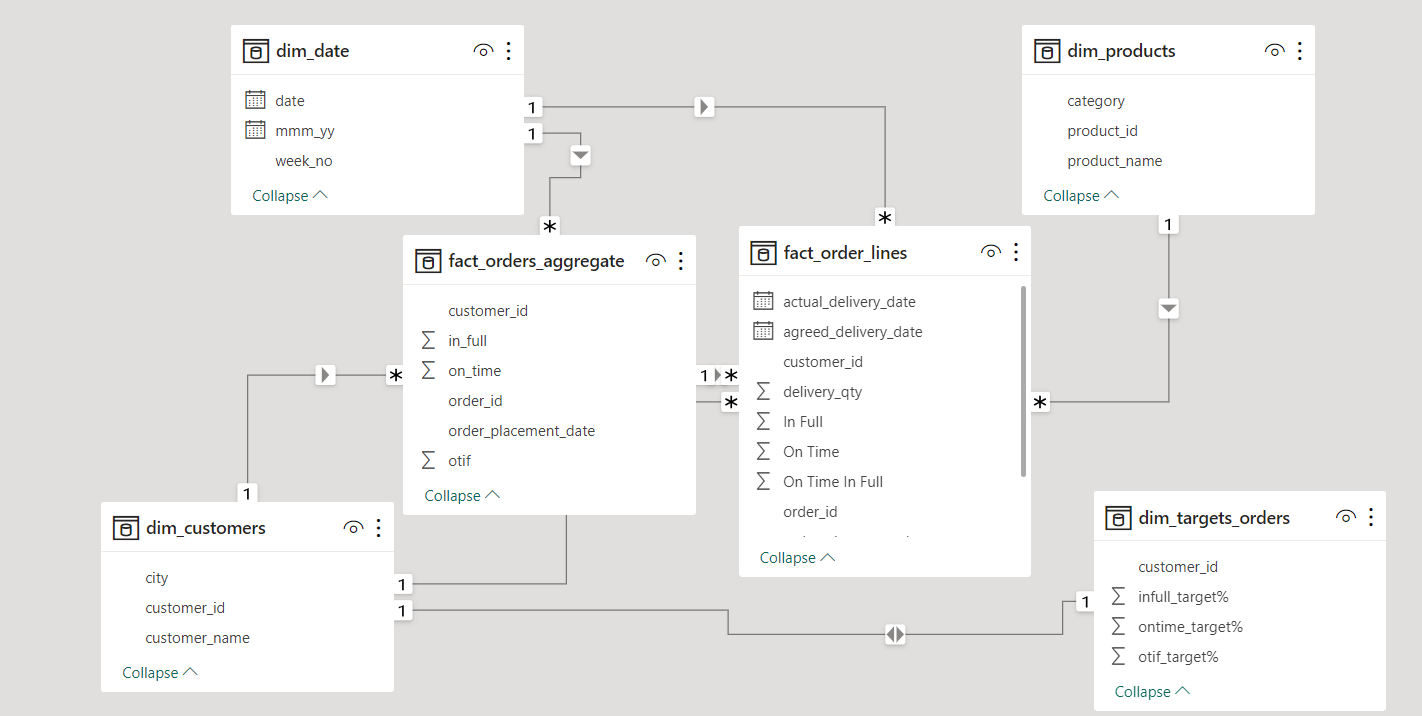 dim_date
date
mmm_yy
week_no
Collapse
dim_products
category
product_id
product_name
Collapse
1
1
1
*
*
fact_orders_aggregate
customer_id
in_full
on_time
order_id
order_placement_date
otif
Collapse
fact_order_lines
actual_delivery_date
agreed_delivery_date
customer_id
delivery_qty
In Full
On Time
On Time In Full
order_id
Collapse
*
1
*
*
*
1
dim_customers
city
customer_id
customer_name
Collapse
1
1
1
dim_targets_orders
customer_id
infull_target%
ontime_target%
otif_target%
Collapse